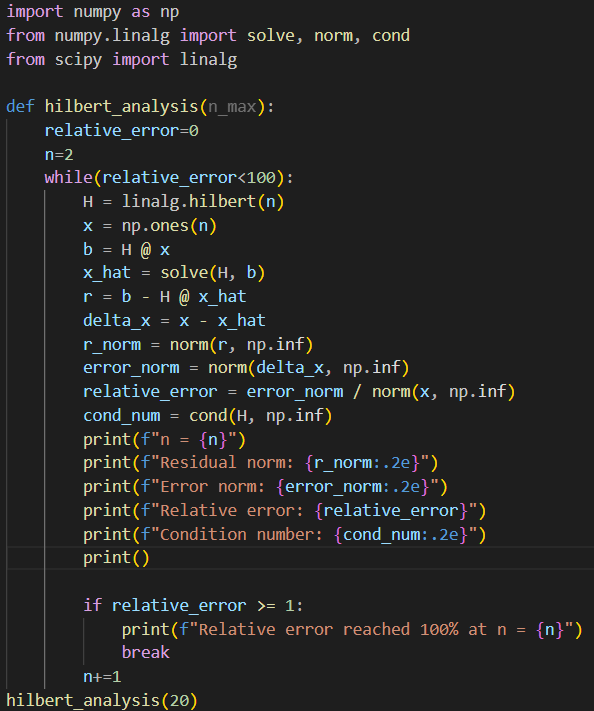 import numpy as np
from numpy.linalg import solve, norm, cond
from scipy import linalg

def hilbert_analysis(n_max):
    relative_error=0
    n=2
    while(relative_error<100):
        H = linalg.hilbert(n)
        x = np.ones(n)
        b = H @ x
        x_hat = solve(H, b)
        r = b - H @ x_hat
        delta_x = x - x_hat
        r_norm = norm(r, np.inf)
        error_norm = norm(delta_x, np.inf)
        relative_error = error_norm / norm(x, np.inf)
        cond_num = cond(H, np.inf)
        print(f"n = {n}")
        print(f"Residual norm: {r_norm:.2e}")
        print(f"Error norm: {error_norm:.2e}")
        print(f"Relative error: {relative_error}")
        print(f"Condition number: {cond_num:.2e}")
        print()

        if relative_error >= 1:
            print(f"Relative error reached 100% at n = {n}")
            break
        n+=1
hilbert_analysis(20)